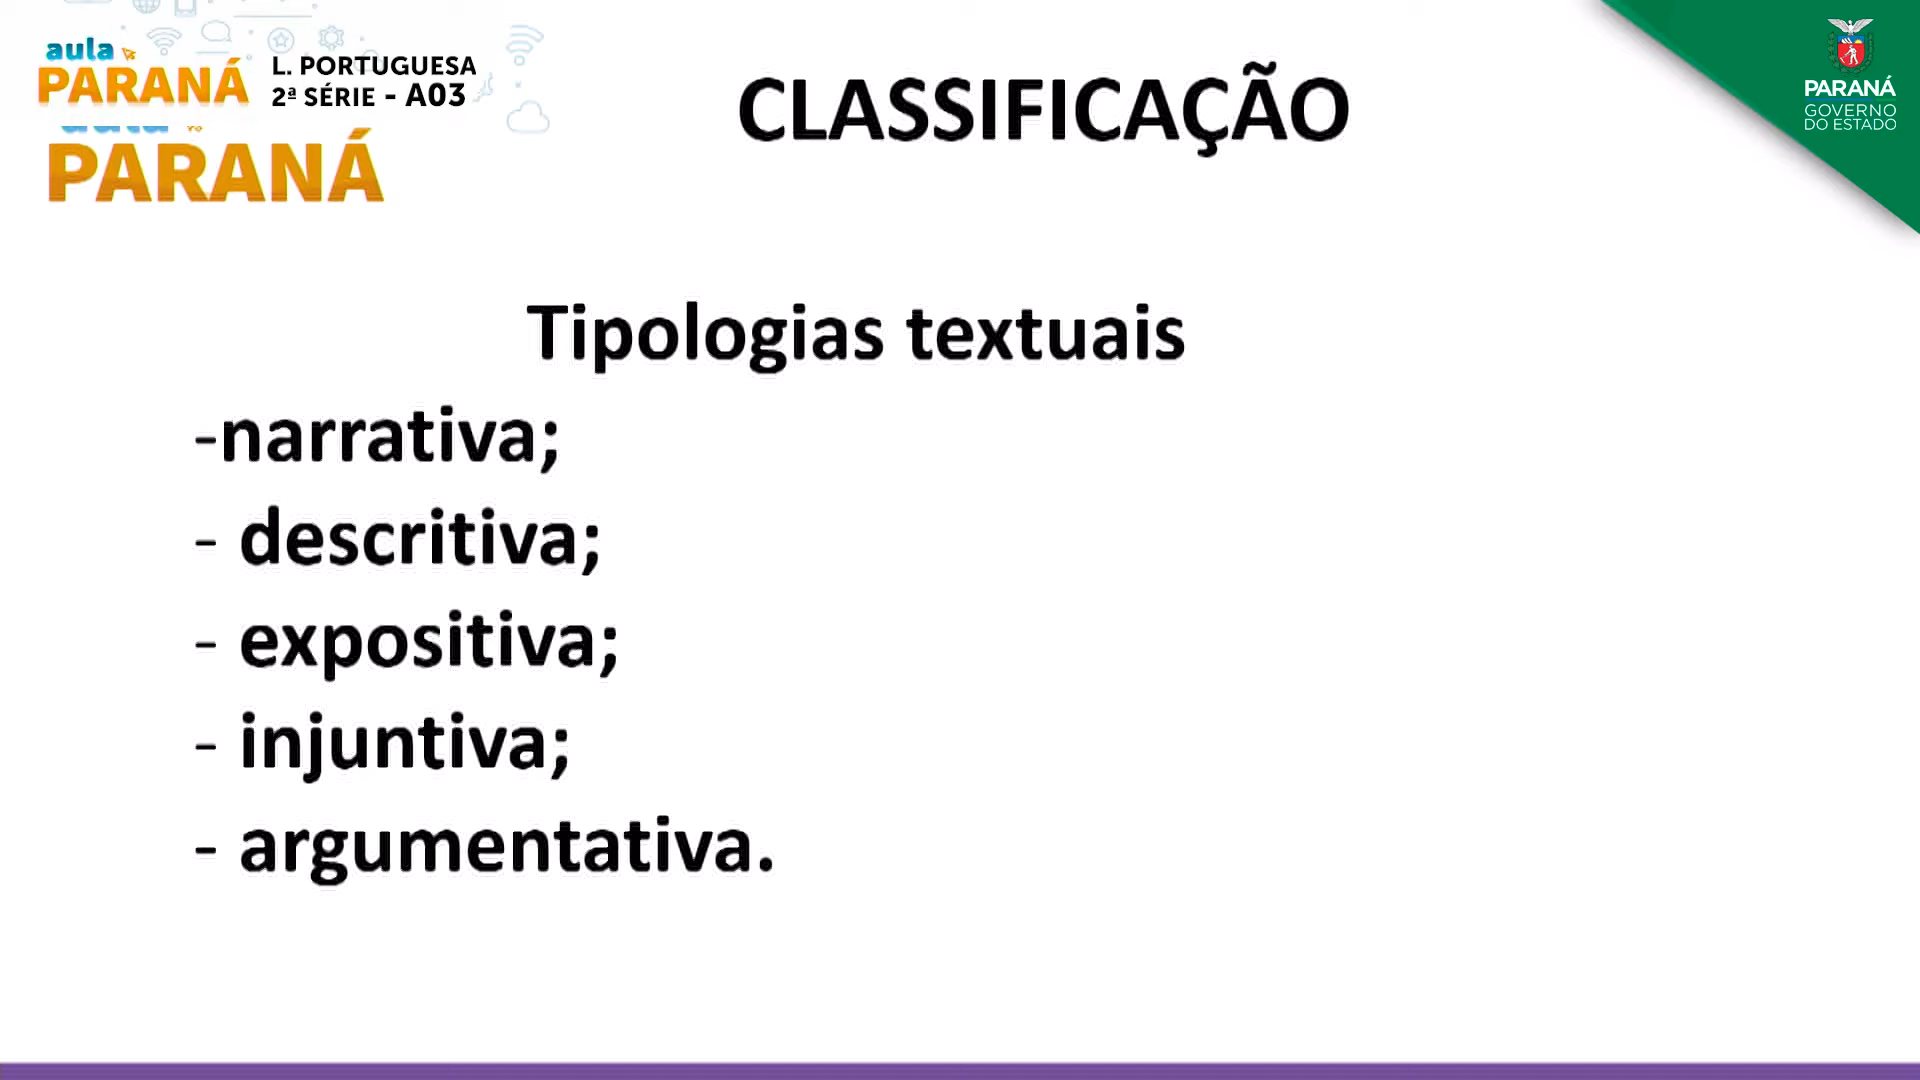 aula
PARANÁ
L. PORTUGUESA
2ª SÉRIE - A03
aula
PARANÁ
CLASSIFICAÇÃO
PARANÁ
GOVERNO
DO ESTADO
Tipologias textuais
-narrativa;
- descritiva;
- expositiva;
- injuntiva;
- argumentativa.